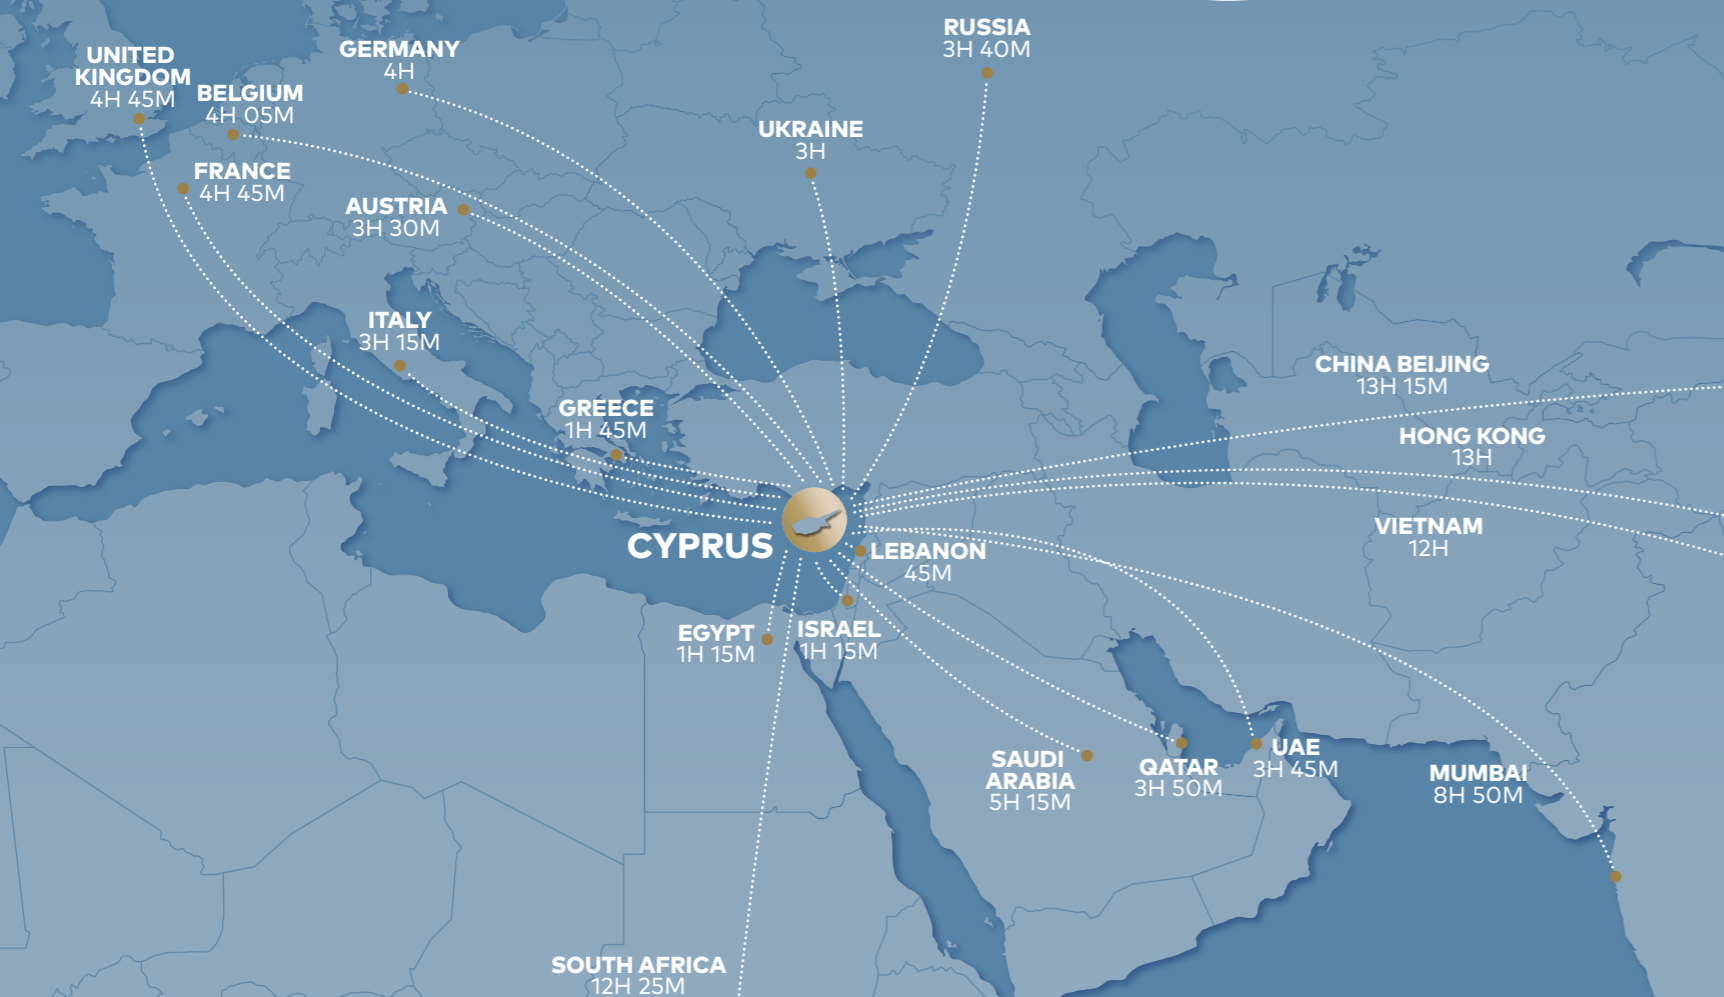 RUSSIA
3H 40M
UNITED
KINGDOM
4H 45M
GERMANY
4H
BELGIUM
4H 05M
UKRAINE
3H
FRANCE
4H 45M
AUSTRIA
3H 30M
ITALY
3H 15M
CHINA BEIJING
13H 15M
GREECE
1H 45M
HONG KONG
13H
VIETNAM
12H
CYPRUS
LEBANON
45M
EGYPT
1H 15M
ISRAEL
1H 15M
SAUDI
ARABIA
5H 15M
QATAR
3H 50M
UAE
3H 45M
MUMBAI
8H 50M
SOUTH AFRICA
12H 25M